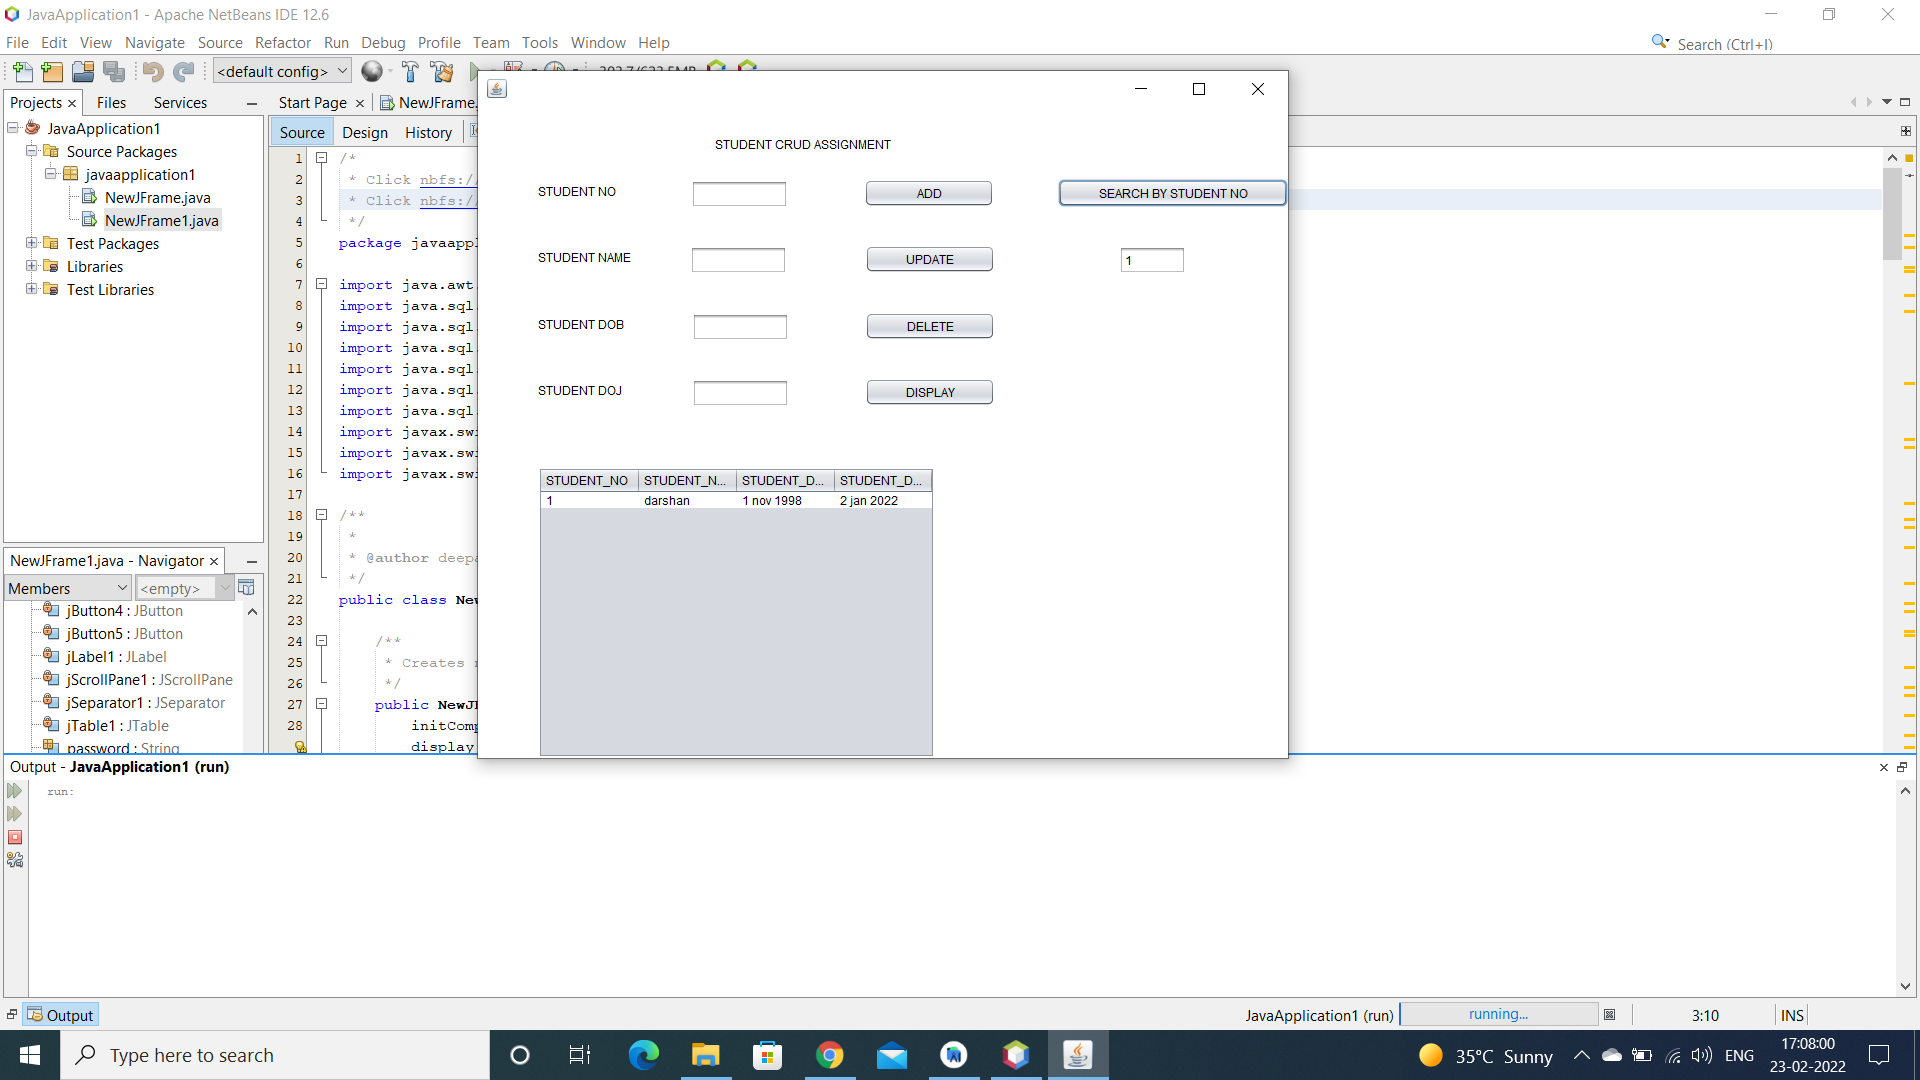 JavaApplication1 - Apache NetBeans IDE 12.6
File Edit View Navigate Source Refactor Run Debug Profile Team Tools Window Help
Search (Ctrl+I)
<default config>
Projects Files Services
Start Page NewJFrame.
JavaApplication1
Source Packages
javaapplication1
NewJFrame.java
NewJFrame1.java
Test Packages
Libraries
Test Libraries
Source Design History
1 /*
2 * Click nbfs://
3 * Click nbfs://
4 */
5 package javaappl
6
7 import java.awt.
8 import java.sql.
9 import java.sql.
10 import java.sql.
11 import java.sql.
12 import java.sql.
13 import java.sql.
14 import javax.swi
15 import javax.swi
16 import javax.swi
17
18 /**
19 *
20 * @author deepa
21 */
22 public class New
23
24 /**
25 * Creates n
26 */
27 public NewJF
28 initComp
display
STUDENT CRUD ASSIGNMENT
STUDENT NO ADD SEARCH BY STUDENT NO
STUDENT NAME UPDATE 1
STUDENT DOB DELETE
STUDENT DOJ DISPLAY
STUDENT_NO STUDENT_N... STUDENT_D... STUDENT_D...
1 darshan 1 nov 1998 2 jan 2022
NewJFrame1.java - Navigator
Members <empty>
jButton4 : JButton
jButton5 : JButton
jLabel1 : JLabel
jScrollPane1 : JScrollPane
jSeparator1 : JSeparator
jTable1 : JTable
password : String
Output - JavaApplication1 (run)
run:
Output
JavaApplication1 (run) running... 3:10 INS
Type here to search
35°C Sunny ENG
17:08:00
23-02-2022